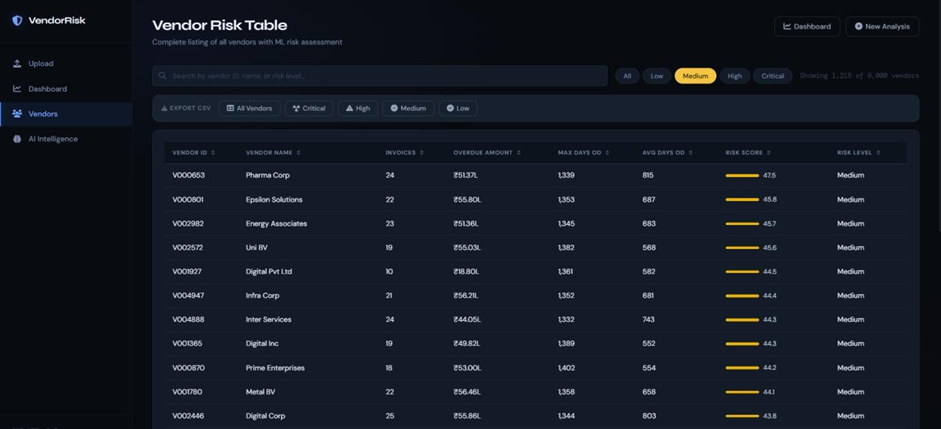 VendorRisk
Upload
Dashboard
Vendors
AI Intelligence
Vendor Risk Table
Complete listing of all vendors with ML risk assessment
Dashboard
New Analysis
Search by vendor ID, name, or risk level...
All Low Medium High Critical
Showing 1,215 of 6,000 vendors
EXPORT CSV All Vendors Critical High Medium Low
VENDOR ID VENDOR NAME INVOICES OVERDUE AMOUNT MAX DAYS OD AVG DAYS OD RISK SCORE RISK LEVEL
V000653 Pharma Corp 24 ₹51.37L 1,339 815 47.5 Medium
V000801 Epsilon Solutions 22 ₹55.80L 1,353 687 45.8 Medium
V002982 Energy Associates 23 ₹51.36L 1,345 683 45.7 Medium
V002572 Uni BV 19 ₹55.03L 1,382 568 45.6 Medium
V001927 Digital Pvt Ltd 10 ₹18.80L 1,361 582 44.5 Medium
V004947 Infra Corp 21 ₹56.21L 1,352 681 44.4 Medium
V004888 Inter Services 24 ₹44.05L 1,332 743 44.3 Medium
V001365 Digital Inc 19 ₹49.82L 1,389 552 44.3 Medium
V000870 Prime Enterprises 18 ₹53.00L 1,402 554 44.2 Medium
V001780 Metal BV 22 ₹56.46L 1,358 658 44.1 Medium
V002446 Digital Corp 25 ₹55.86L 1,344 803 43.8 Medium